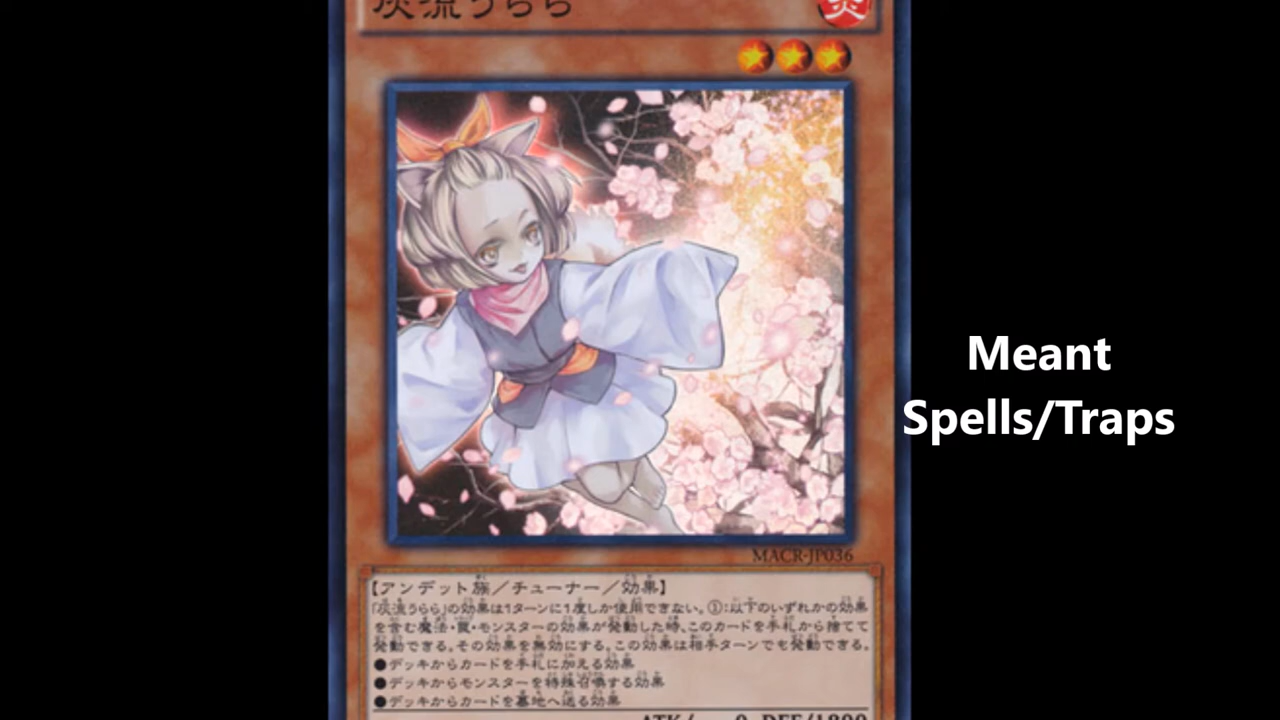 灰流うらら
炎
MACR-JP036
【アンデット族／チューナー／効果】
「灰流うらら」の効果は1ターンに1度しか使用できない。①：以下のいずれかの効果
を含む魔法・罠・モンスターの効果が発動した時、このカードを手札から捨てて
発動できる。その効果を無効にする。この効果は相手ターンでも発動できる。
●デッキからカードを手札に加える効果
●デッキからモンスターを特殊召喚する効果
●デッキからカードを墓地へ送る効果
ATK/ 0 DEF/1800
Meant
Spells/Traps